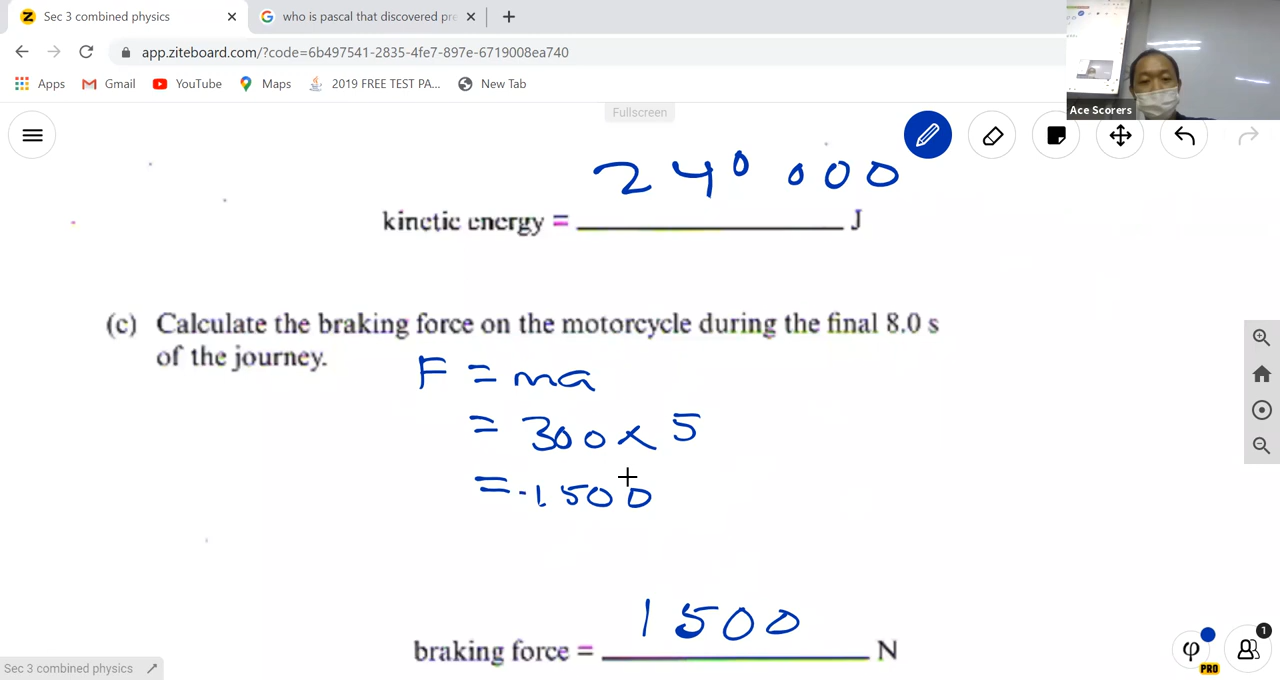 Sec 3 combined physics
who is pascal that discovered pre
app.ziteboard.com/?code=6b497541-2835-4fe7-897e-6719008ea740
Apps
Gmail
YouTube
Maps
2019 FREE TEST PA...
New Tab
Ace Scorers
Fullscreen
240 000
kinetic energy = J
(c) Calculate the braking force on the motorcycle during the final 8.0 s
of the journey.
F = ma
= 300 × 5
= -1500
1500
braking force = N
Sec 3 combined physics
φ
PRO
1